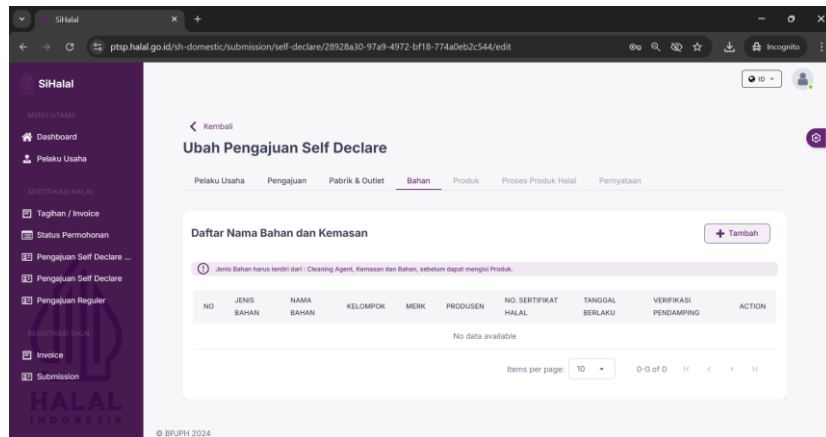 SiHalal
ptsp.halal.go.id/sh-domestic/submission/self-declare/28928a30-97a9-4972-bf18-774a0eb2c544/edit
Incognito
SiHalal
ID
MENU UTAMA
Dashboard
Pelaku Usaha
SERTIFIKASI HALAL
Tagihan / Invoice
Status Permohonan
Pengajuan Self Declare ...
Pengajuan Self Declare
Pengajuan Reguler
REGISTRASI SHLN
Invoice
Submission
HALAL
INDONESIA
Kembali
Ubah Pengajuan Self Declare
Pelaku Usaha Pengajuan Pabrik & Outlet Bahan Produk Proses Produk Halal Pernyataan
Daftar Nama Bahan dan Kemasan
Tambah
Jenis Bahan harus terdiri dari : Cleaning Agent, Kemasan dan Bahan, sebelum dapat mengisi Produk.
NO JENIS BAHAN NAMA BAHAN KELOMPOK MERK PRODUSEN NO. SERTIFIKAT HALAL TANGGAL BERLAKU VERIFIKASI PENDAMPING ACTION
No data available
Items per page: 10 0-0 of 0
© BPJPH 2024